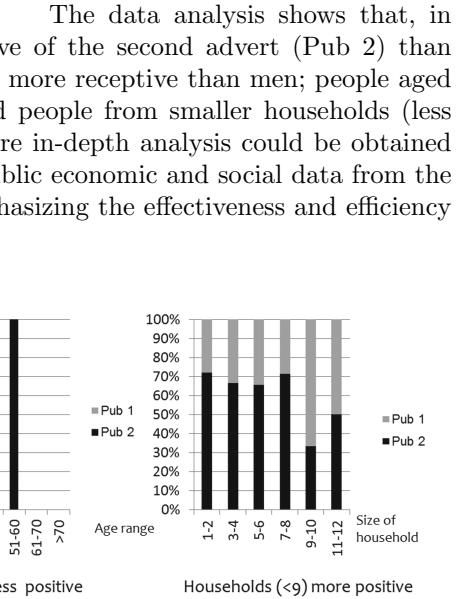 The data analysis shows that, in
ve of the second advert (Pub 2) than
more receptive than men; people aged
d people from smaller households (less
re in-depth analysis could be obtained
ublic economic and social data from the
hasizing the effectiveness and efficiency
Pub 1
Pub 2
51-60
61-70
>70
Age range
ess positive
100%
90%
80%
70%
60%
50%
40%
30%
20%
10%
0%
1-2
3-4
5-6
7-8
9-10
11-12
Pub 1
Pub 2
Size of
household
Households (<9) more positive